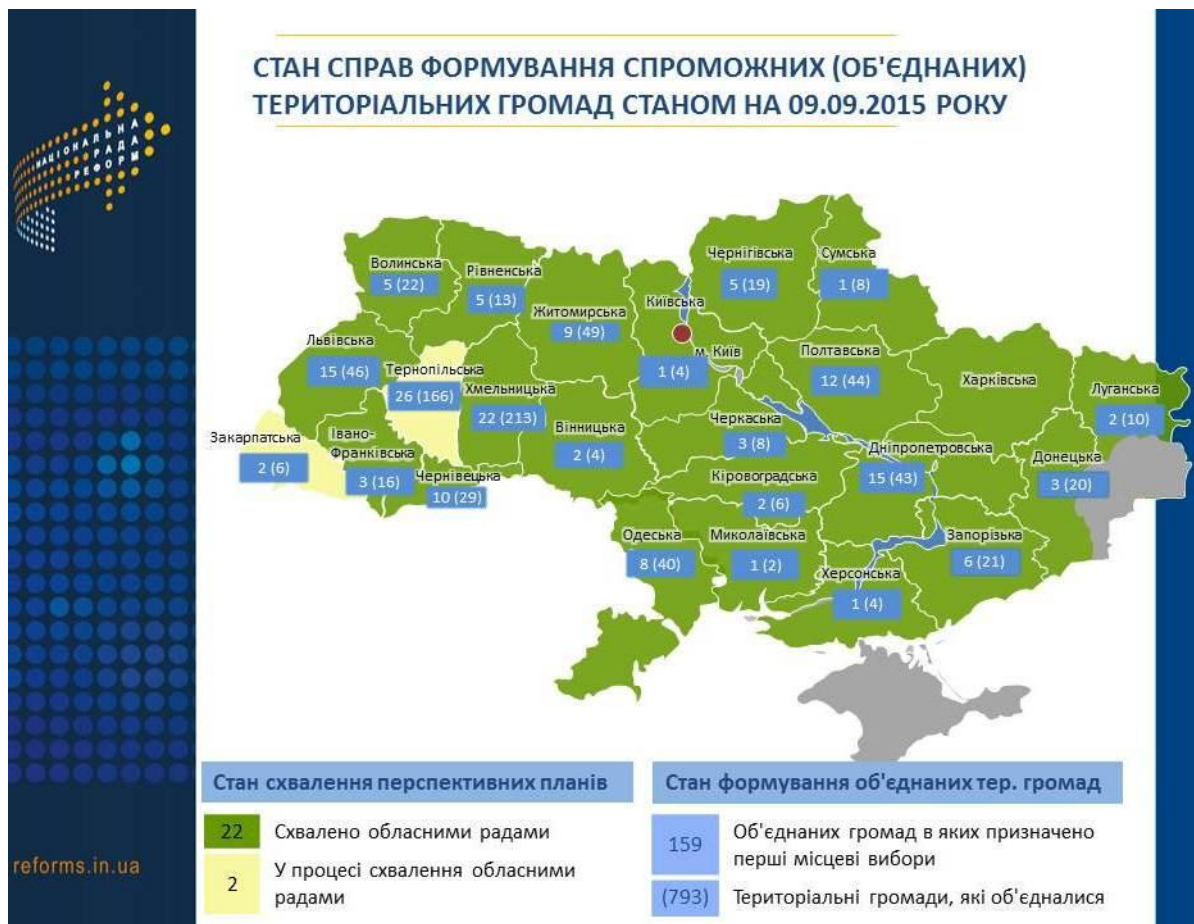 СТАН СПРАВ ФОРМУВАННЯ СПРОМОЖНИХ (ОБ'ЄДНАНИХ)
ТЕРИТОРІАЛЬНИХ ГРОМАД СТАНОМ НА 09.09.2015 РОКУ
НАЦІОНАЛЬНА
РАДА
РЕФОРМ
Волинська
5 (22)
Рівненська
5 (13)
Житомирська
9 (49)
Київська
м. Київ
1 (4)
Чернігівська
5 (19)
Сумська
1 (8)
Львівська
15 (46)
Тернопільська
26 (166)
Хмельницька
22 (213)
Вінницька
2 (4)
Черкаська
3 (8)
Полтавська
12 (44)
Харківська
Луганська
2 (10)
Закарпатська
2 (6)
Івано-
Франківська
3 (16)
Чернівецька
10 (29)
Кіровоградська
2 (6)
Дніпропетровська
15 (43)
Донецька
3 (20)
Одеська
8 (40)
Миколаївська
1 (2)
Херсонська
1 (4)
Запорізька
6 (21)
Стан схвалення перспективних планів
22
Схвалено обласними радами
2
У процесі схвалення обласними
радами
Стан формування об'єднаних тер. громад
159
Об'єднаних громад в яких призначено
перші місцеві вибори
(793)
Територіальні громади, які об'єдналися
reforms.in.ua